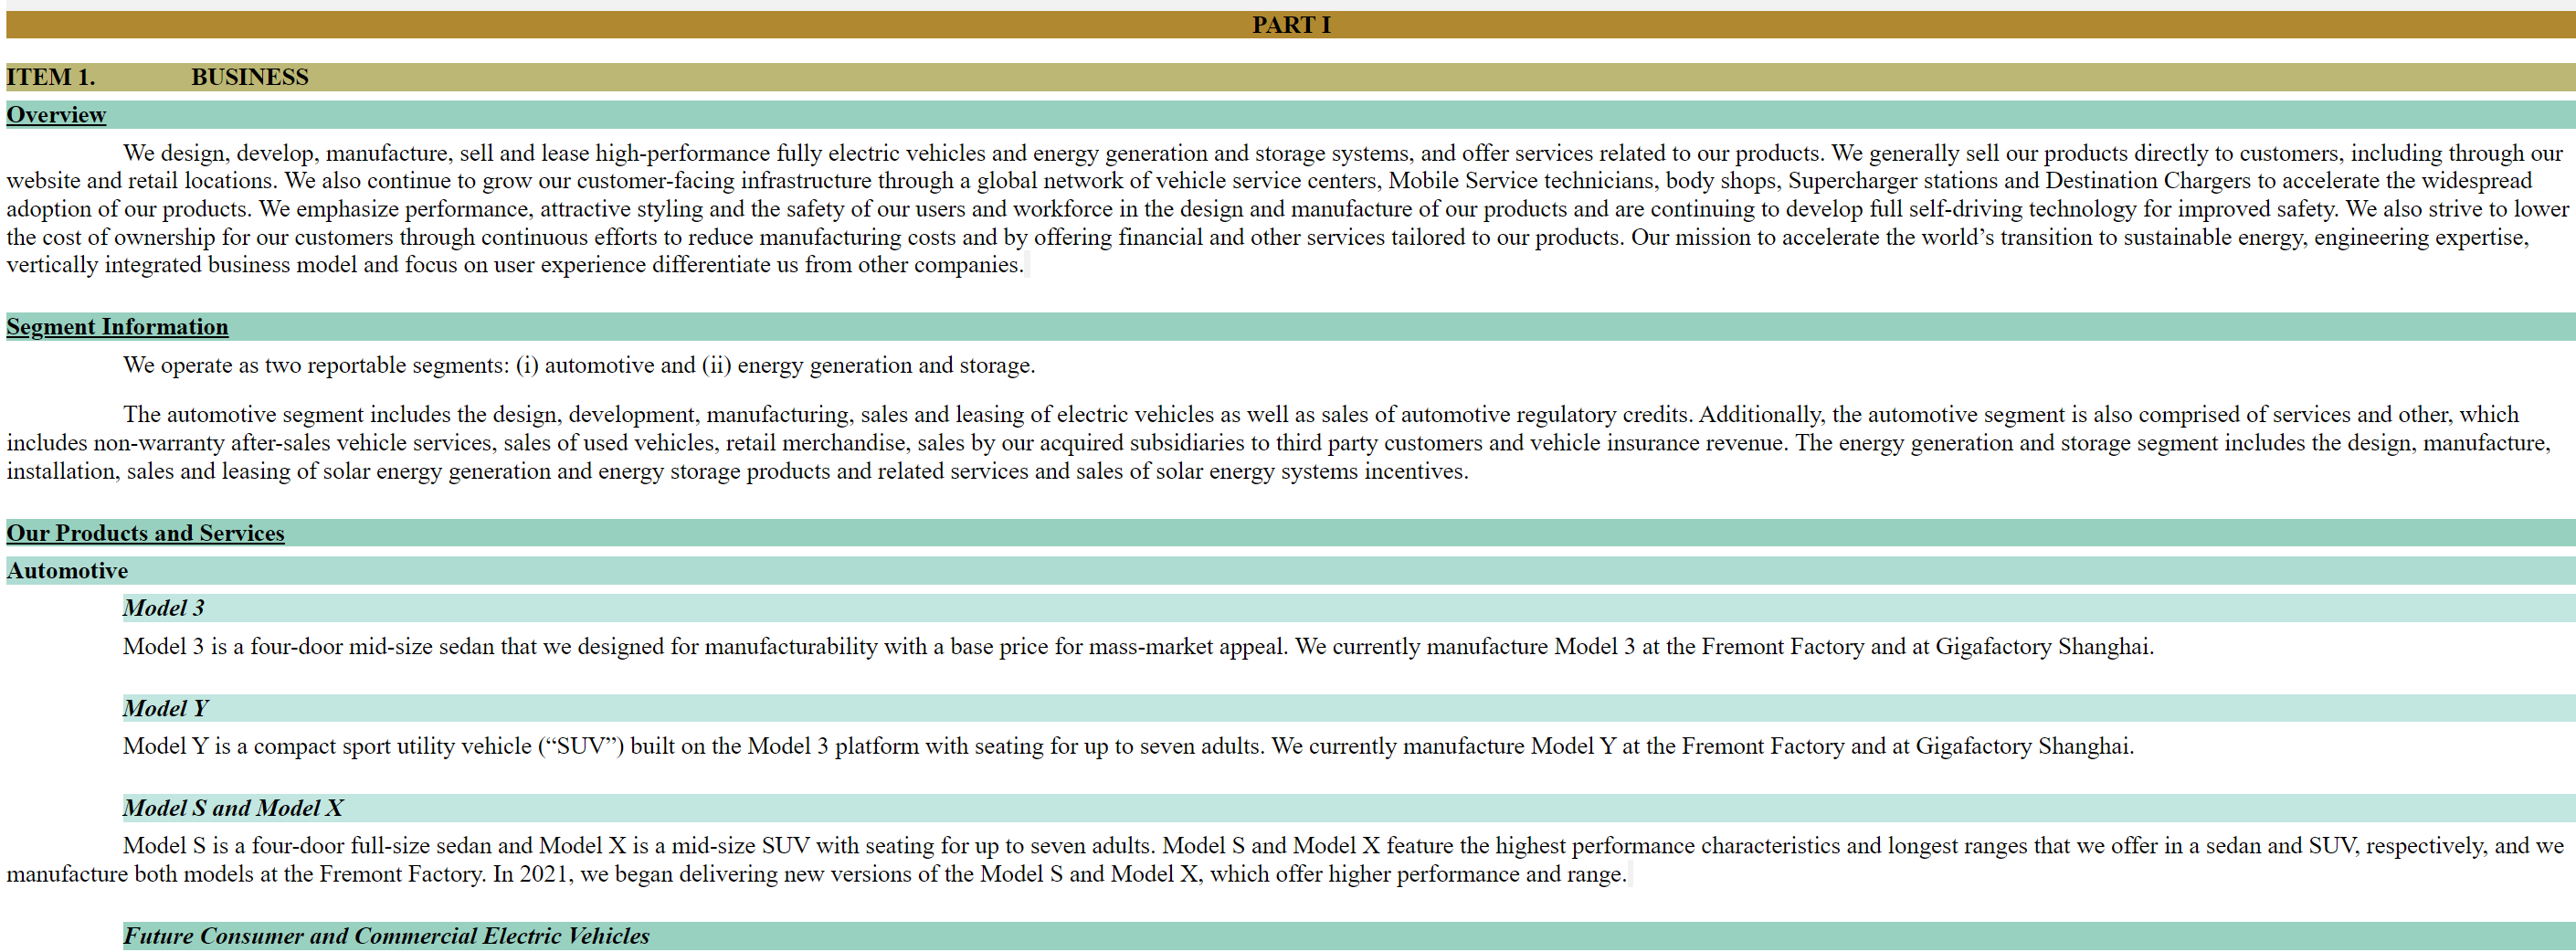 PART I
ITEM 1. BUSINESS
Overview
We design, develop, manufacture, sell and lease high-performance fully electric vehicles and energy generation and storage systems, and offer services related to our products. We generally sell our products directly to customers, including through our
website and retail locations. We also continue to grow our customer-facing infrastructure through a global network of vehicle service centers, Mobile Service technicians, body shops, Supercharger stations and Destination Chargers to accelerate the widespread
adoption of our products. We emphasize performance, attractive styling and the safety of our users and workforce in the design and manufacture of our products and are continuing to develop full self-driving technology for improved safety. We also strive to lower
the cost of ownership for our customers through continuous efforts to reduce manufacturing costs and by offering financial and other services tailored to our products. Our mission to accelerate the world’s transition to sustainable energy, engineering expertise,
vertically integrated business model and focus on user experience differentiate us from other companies.
Segment Information
We operate as two reportable segments: (i) automotive and (ii) energy generation and storage.
The automotive segment includes the design, development, manufacturing, sales and leasing of electric vehicles as well as sales of automotive regulatory credits. Additionally, the automotive segment is also comprised of services and other, which
includes non-warranty after-sales vehicle services, sales of used vehicles, retail merchandise, sales by our acquired subsidiaries to third party customers and vehicle insurance revenue. The energy generation and storage segment includes the design, manufacture,
installation, sales and leasing of solar energy generation and energy storage products and related services and sales of solar energy systems incentives.
Our Products and Services
Automotive
Model 3
Model 3 is a four-door mid-size sedan that we designed for manufacturability with a base price for mass-market appeal. We currently manufacture Model 3 at the Fremont Factory and at Gigafactory Shanghai.
Model Y
Model Y is a compact sport utility vehicle (“SUV”) built on the Model 3 platform with seating for up to seven adults. We currently manufacture Model Y at the Fremont Factory and at Gigafactory Shanghai.
Model S and Model X
Model S is a four-door full-size sedan and Model X is a mid-size SUV with seating for up to seven adults. Model S and Model X feature the highest performance characteristics and longest ranges that we offer in a sedan and SUV, respectively, and we
manufacture both models at the Fremont Factory. In 2021, we began delivering new versions of the Model S and Model X, which offer higher performance and range.
Future Consumer and Commercial Electric Vehicles